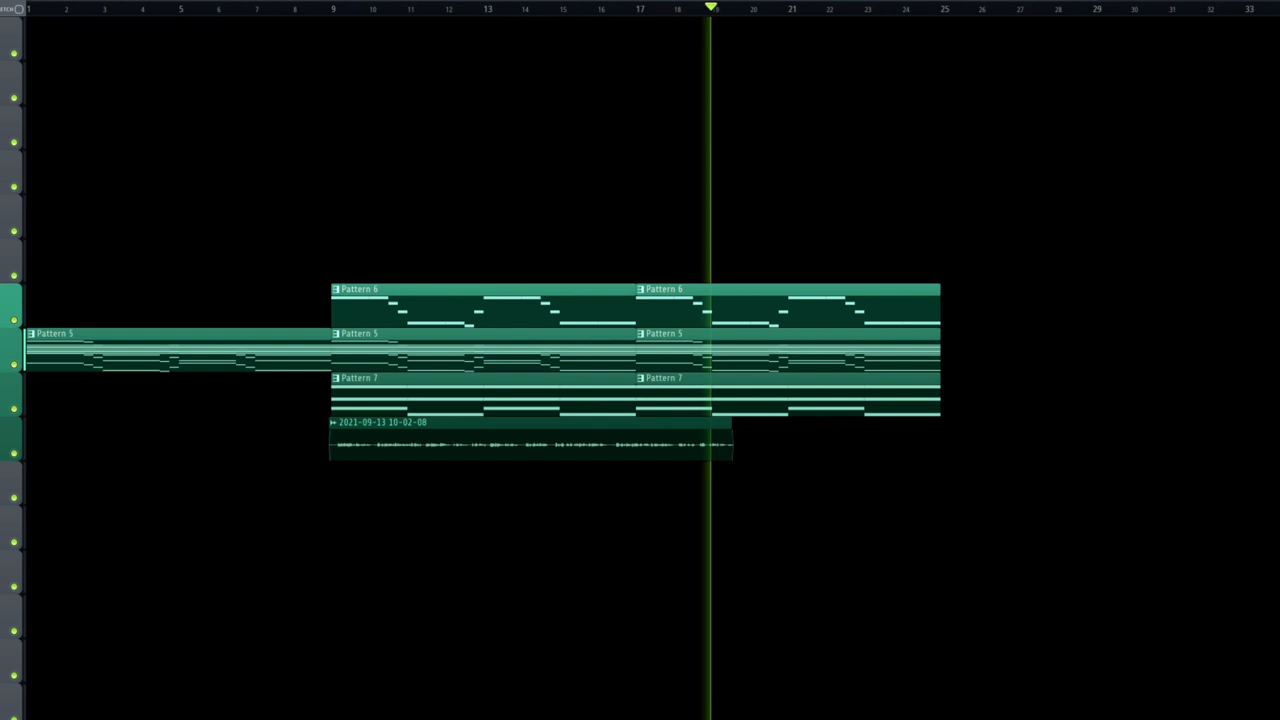 1 2 3 4 5 6 7 8 9 10 11 12 13 14 15 16 17 18 19 20 21 22 23 24 25 26 27 28 29 30 31 32 33
Pattern 6 Pattern 6
Pattern 5 Pattern 5 Pattern 5
Pattern 7 Pattern 7
2021-09-13 10-02-08